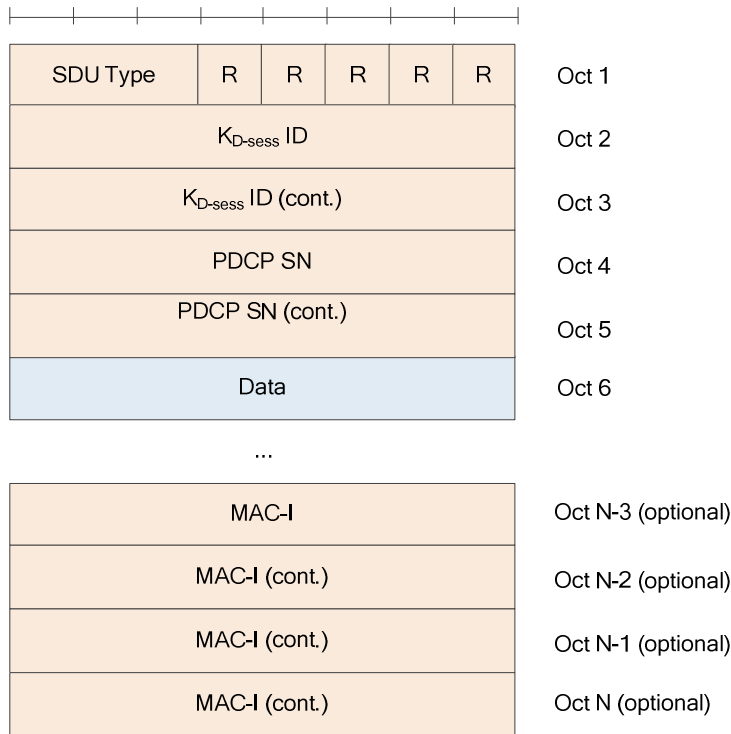 SDU Type R R R R R Oct 1
K_D-sess ID Oct 2
K_D-sess ID (cont.) Oct 3
PDCP SN Oct 4
PDCP SN (cont.) Oct 5
Data Oct 6
...
MAC-I Oct N-3 (optional)
MAC-I (cont.) Oct N-2 (optional)
MAC-I (cont.) Oct N-1 (optional)
MAC-I (cont.) Oct N (optional)